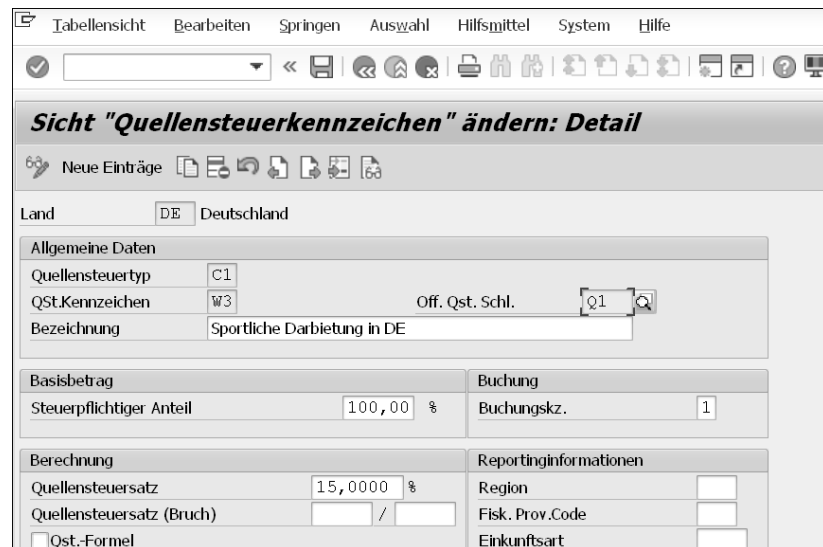 Tabellensicht Bearbeiten Springen Auswahl Hilfsmittel System Hilfe
Sicht "Quellensteuerkennzeichen" ändern: Detail
Neue Einträge
Land DE Deutschland
Allgemeine Daten
Quellensteuertyp C1
QSt.Kennzeichen W3 Off. Qst. Schl. Q1
Bezeichnung Sportliche Darbietung in DE
Basisbetrag Buchung
Steuerpflichtiger Anteil 100,00 % Buchungskz. 1
Berechnung Reportinginformationen
Quellensteuersatz 15,0000 % Region
Quellensteuersatz (Bruch) / Fisk. Prov.Code
Qst.-Formel Einkunftsart